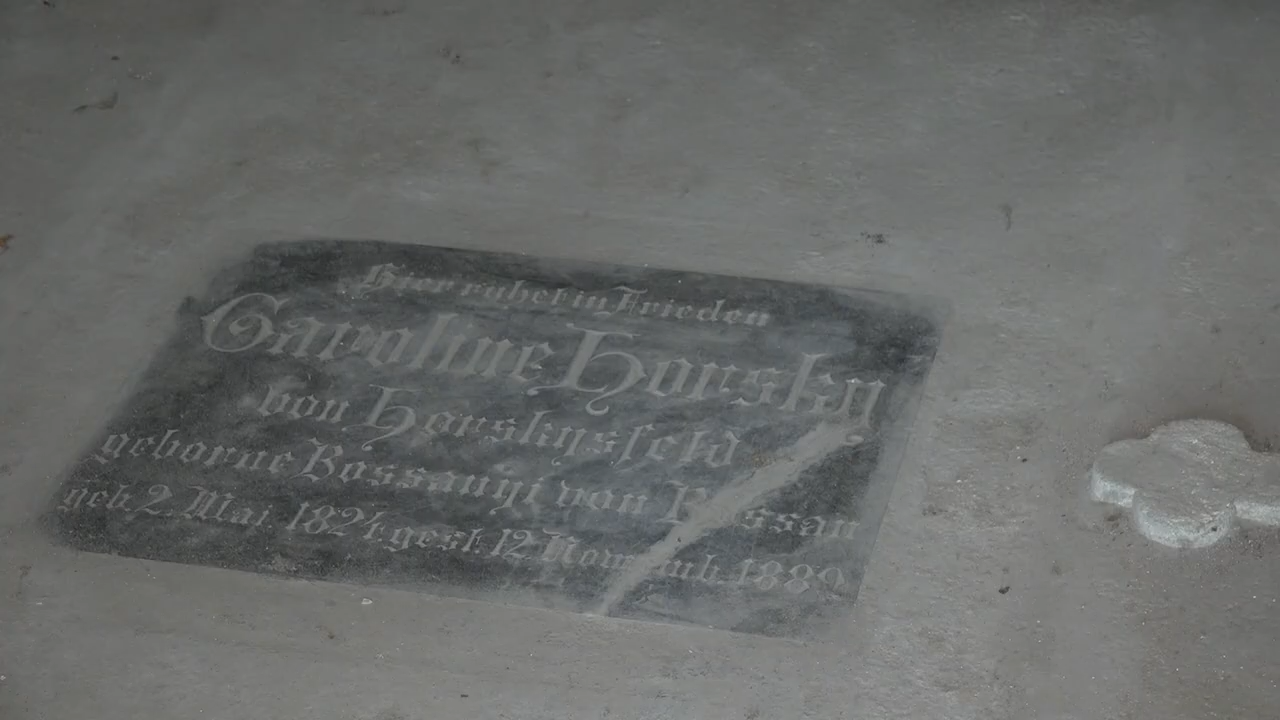 Hier ruhet in Frieden
Caroline Horsky
von Horskysfeld
geborne Bossanyi von
geb. 2. Mai 1824 gest. 12